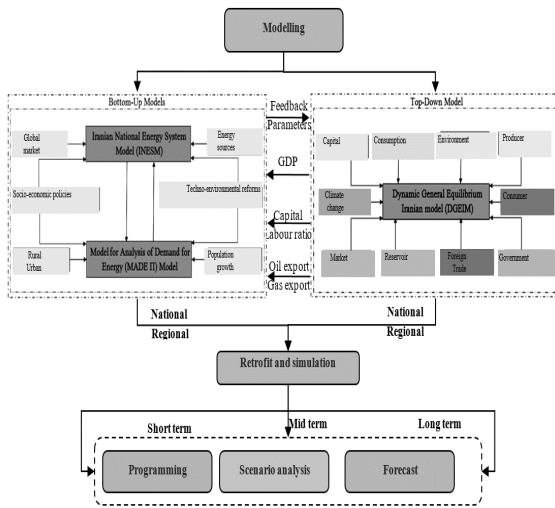 Modelling
Bottom-Up Models
Feedback
Parameters
Top-Down Model
Global
market
Iranian National Energy System
Model (INESM)
Energy
sources
Socio-economic policies
Techno-environmental reforms
Rural
Urban
Model for Analysis of Demand for
Energy (MADE II) Model
Population
growth
GDP
Capital
Labour ratio
Oil export
Gas export
Capital
Consumption
Environment
Producer
Climate
change
Dynamic General Equilibrium
Iranian model (DGEIM)
Consumer
Market
Reservoir
Foreign
Trade
Government
National
Regional
National
Regional
Retrofit and simulation
Short term
Mid term
Long term
Programming
Scenario analysis
Forecast